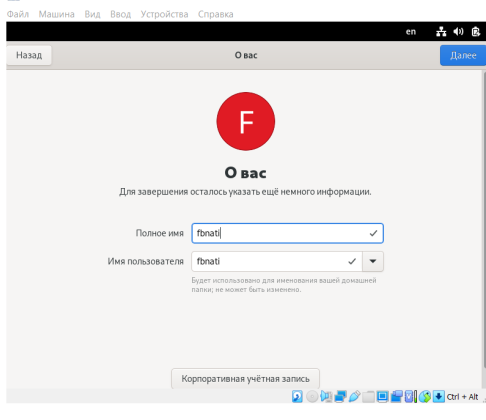 Файл Машина Вид Ввод Устройства Справка
en
Назад О вас Далее
F
О вас
Для завершения осталось указать ещё немного информации.
Полное имя fbnati
Имя пользователя fbnati
Будет использовано для именования вашей домашней
папки; не может быть изменено.
Корпоративная учётная запись
Ctrl + Alt